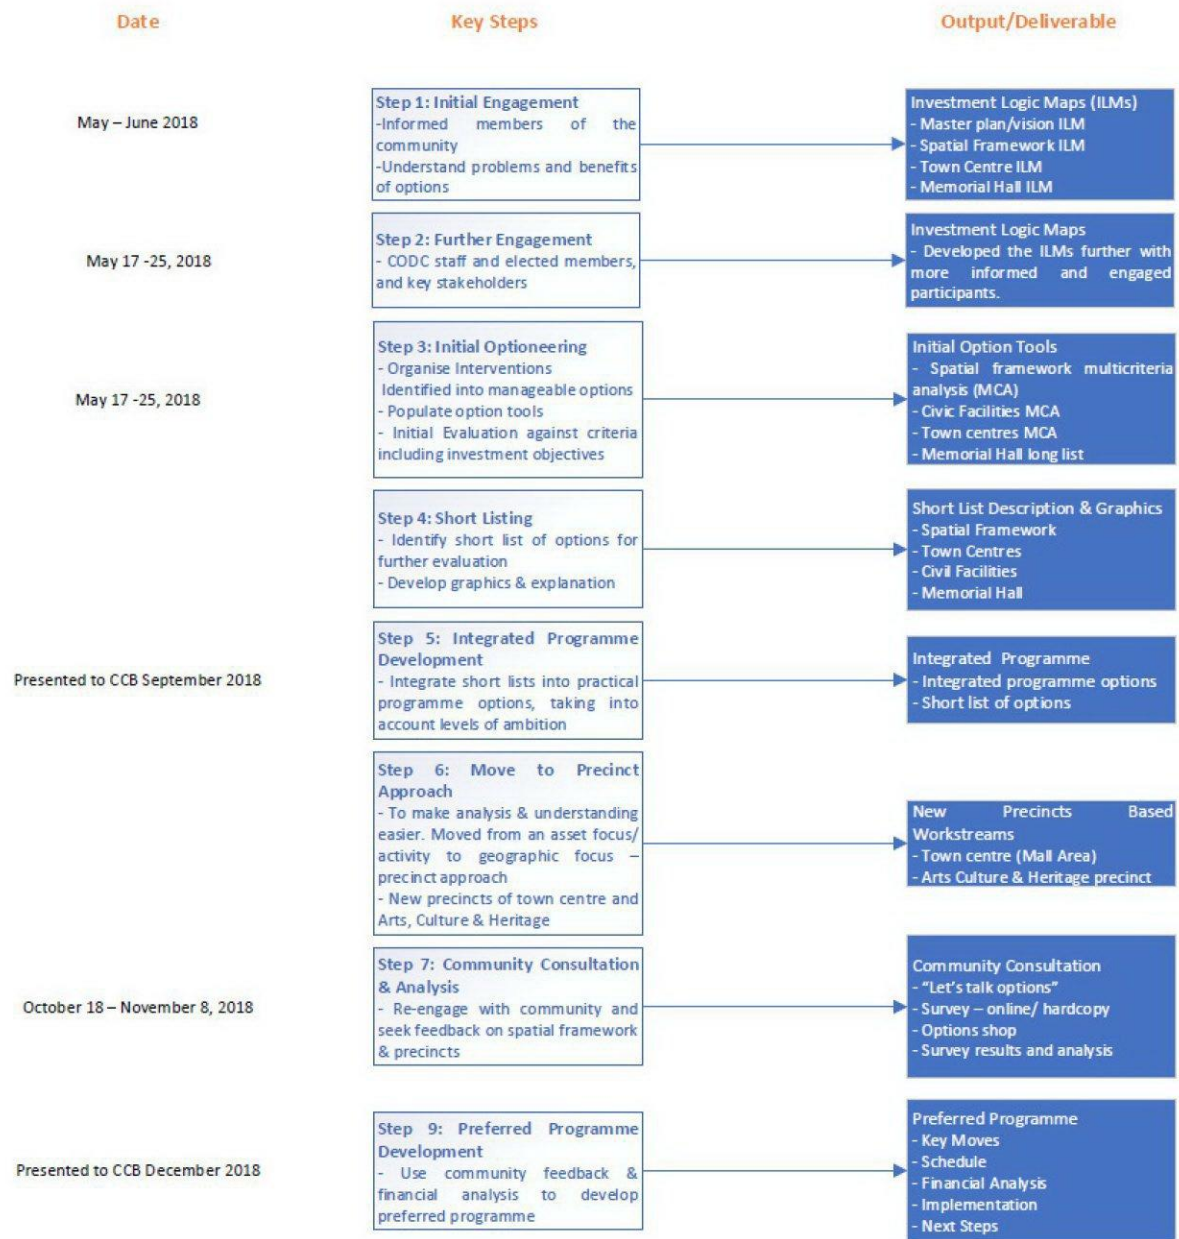 Date
Key Steps
Output/Deliverable
May – June 2018
Step 1: Initial Engagement
-Informed members of the
community
-Understand problems and benefits
of options
Investment Logic Maps (ILMs)
- Master plan/vision ILM
- Spatial Framework ILM
- Town Centre ILM
- Memorial Hall ILM
May 17 -25, 2018
Step 2: Further Engagement
- CODC staff and elected members,
and key stakeholders
Investment Logic Maps
- Developed the ILMs further with
more informed and engaged
participants.
May 17 -25, 2018
Step 3: Initial Optioneering
- Organise Interventions
Identified into manageable options
- Populate option tools
- Initial Evaluation against criteria
including investment objectives
Initial Option Tools
- Spatial framework multicriteria
analysis (MCA)
- Civic Facilities MCA
- Town centres MCA
- Memorial Hall long list
Step 4: Short Listing
- Identify short list of options for
further evaluation
- Develop graphics & explanation
Short List Description & Graphics
- Spatial Framework
- Town Centres
- Civil Facilities
- Memorial Hall
Presented to CCB September 2018
Step 5: Integrated Programme
Development
- Integrate short lists into practical
programme options, taking into
account levels of ambition
Integrated Programme
- Integrated programme options
- Short list of options
Step 6: Move to Precinct
Approach
- To make analysis & understanding
easier. Moved from an asset focus/
activity to geographic focus –
precinct approach
- New precincts of town centre and
Arts, Culture & Heritage
New Precincts Based
Workstreams
- Town centre (Mall Area)
- Arts Culture & Heritage precinct
October 18 – November 8, 2018
Step 7: Community Consultation
& Analysis
- Re-engage with community and
seek feedback on spatial framework
& precincts
Community Consultation
- “Let’s talk options”
- Survey – online/ hardcopy
- Options shop
- Survey results and analysis
Presented to CCB December 2018
Step 9: Preferred Programme
Development
- Use community feedback &
financial analysis to develop
preferred programme
Preferred Programme
- Key Moves
- Schedule
- Financial Analysis
- Implementation
- Next Steps